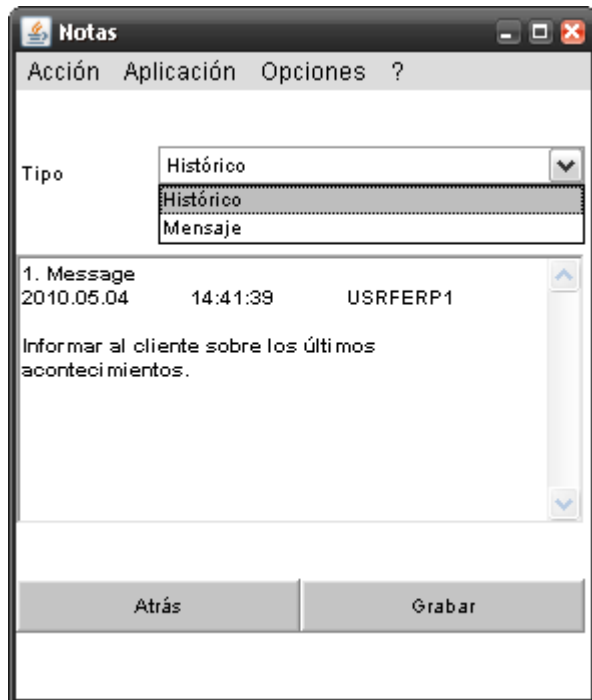 Notas
Acción Aplicación Opciones ?
Tipo Histórico
Histórico
Mensaje
1. Message
2010.05.04 14:41:39 USRFERP1
Informar al cliente sobre los últimos
acontecimientos.
Atrás Grabar